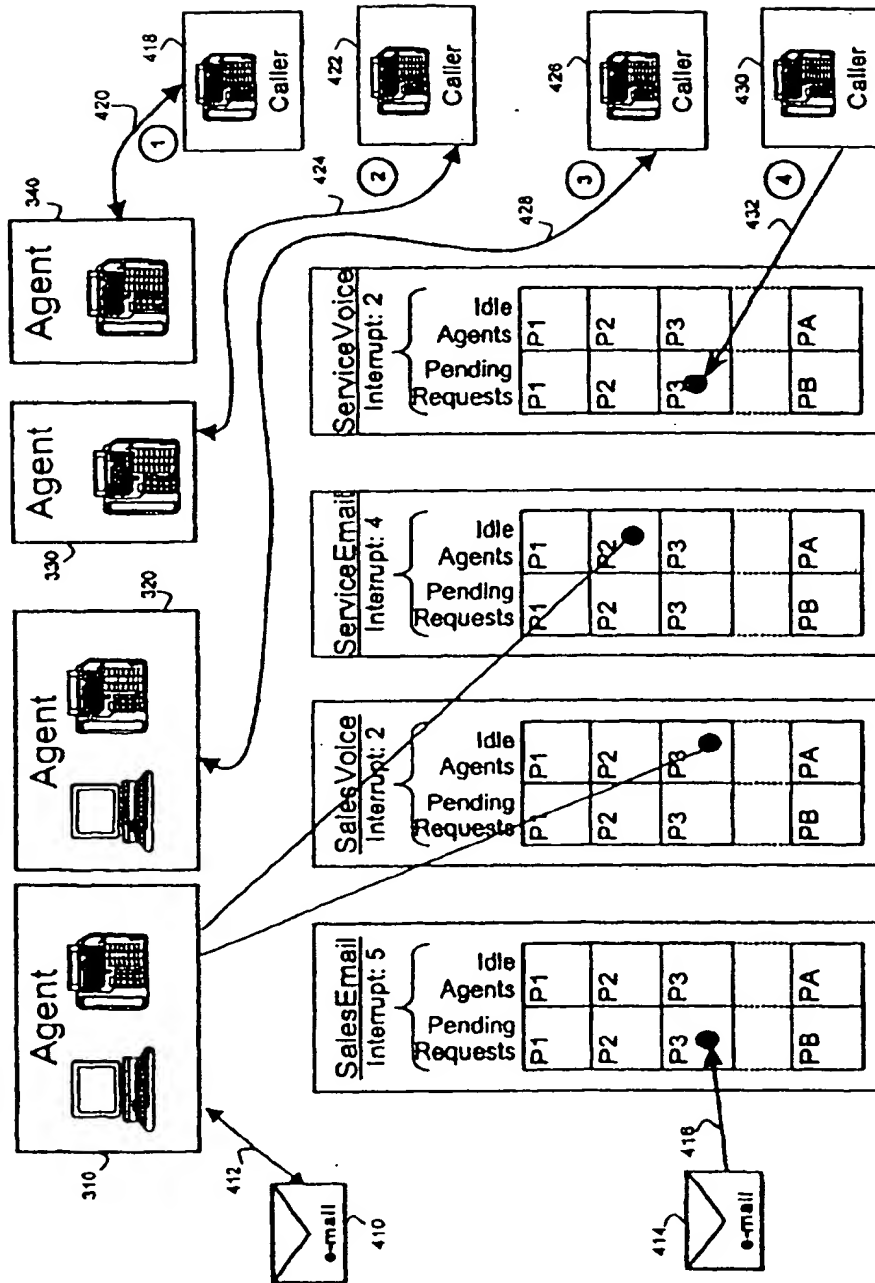 310
Agent
320
Agent
330
Agent
340
Agent
412
e-mail
410
420
1
418
Caller
424
2
422
Caller
428
3
426
Caller
432
4
430
Caller
414
e-mail
416
SalesEmail
Interrupt: 5
Pending Requests
Idle Agents
P1 P1
P2 P2
P3 P3
PB PA
SalesVoice
Interrupt: 2
Pending Requests
Idle Agents
P1 P1
P2 P2
P3 P3
PB PA
ServiceEmail
Interrupt: 4
Pending Requests
Idle Agents
P1 P1
P2 P2
P3 P3
PB PA
ServiceVoice
Interrupt: 2
Pending Requests
Idle Agents
P1 P1
P2 P2
P3 P3
PB PA